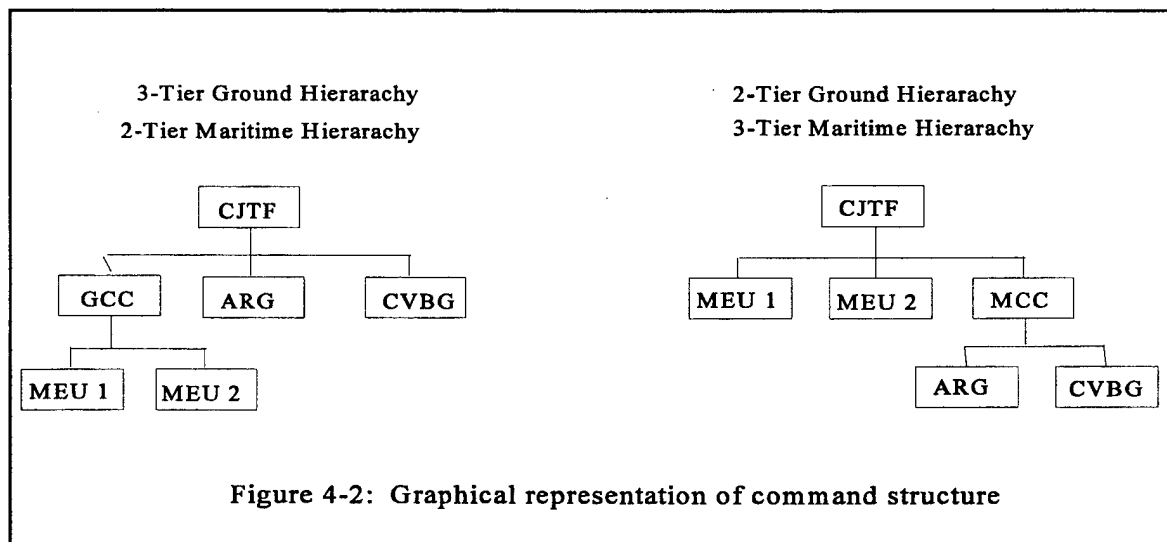 3-Tier Ground Hierarachy
2-Tier Maritime Hierarachy
CJTF
GCC
ARG
CVBG
MEU 1
MEU 2
2-Tier Ground Hierarachy
3-Tier Maritime Hierarachy
CJTF
MEU 1
MEU 2
MCC
ARG
CVBG
Figure 4-2: Graphical representation of command structure